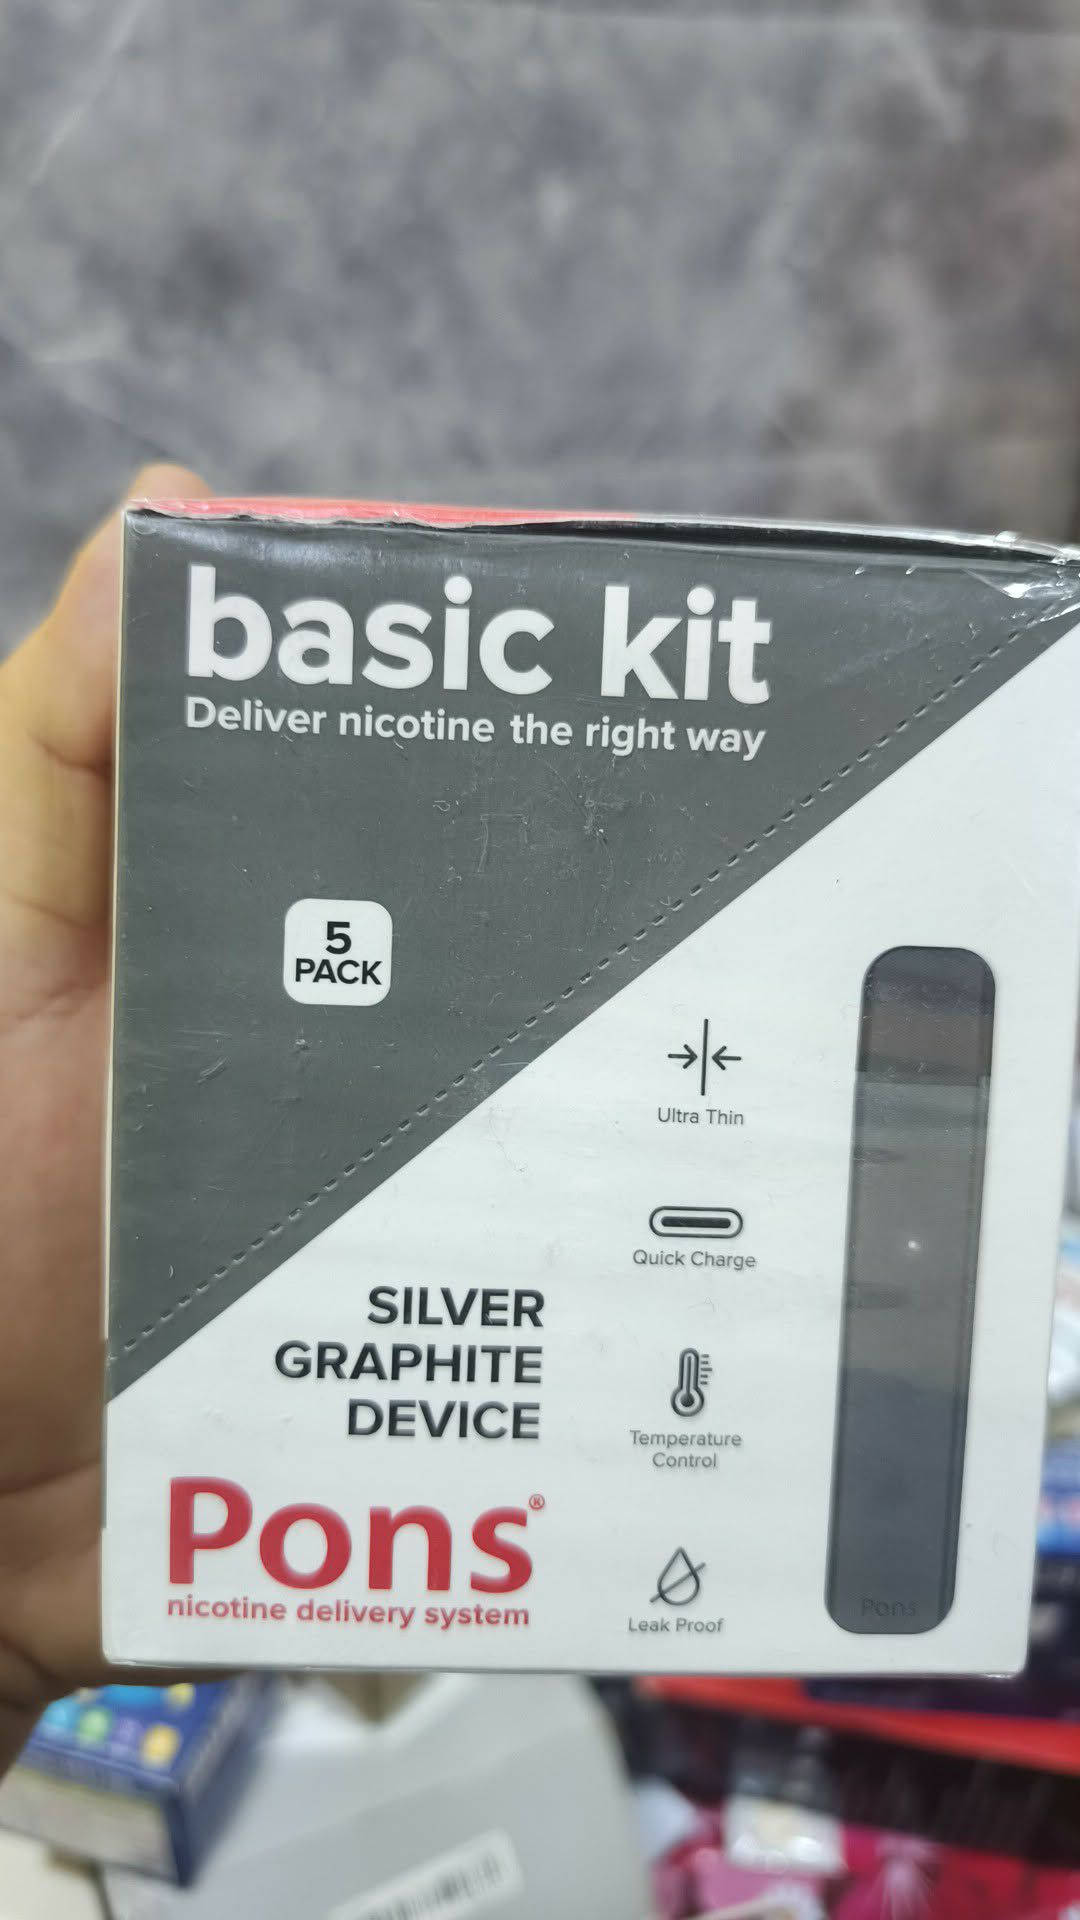 basic kit
Deliver nicotine the right way
5
PACK
Ultra Thin
Quick Charge
SILVER
GRAPHITE
DEVICE
Temperature
Control
Pons®
nicotine delivery system
Leak Proof
Pons